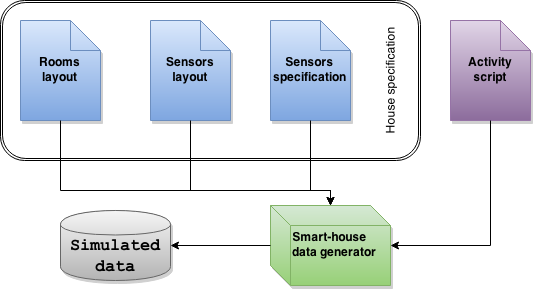 Rooms
layout
Sensors
layout
Sensors
specification
House specification
Activity
script
Simulated
data
Smart-house
data generator